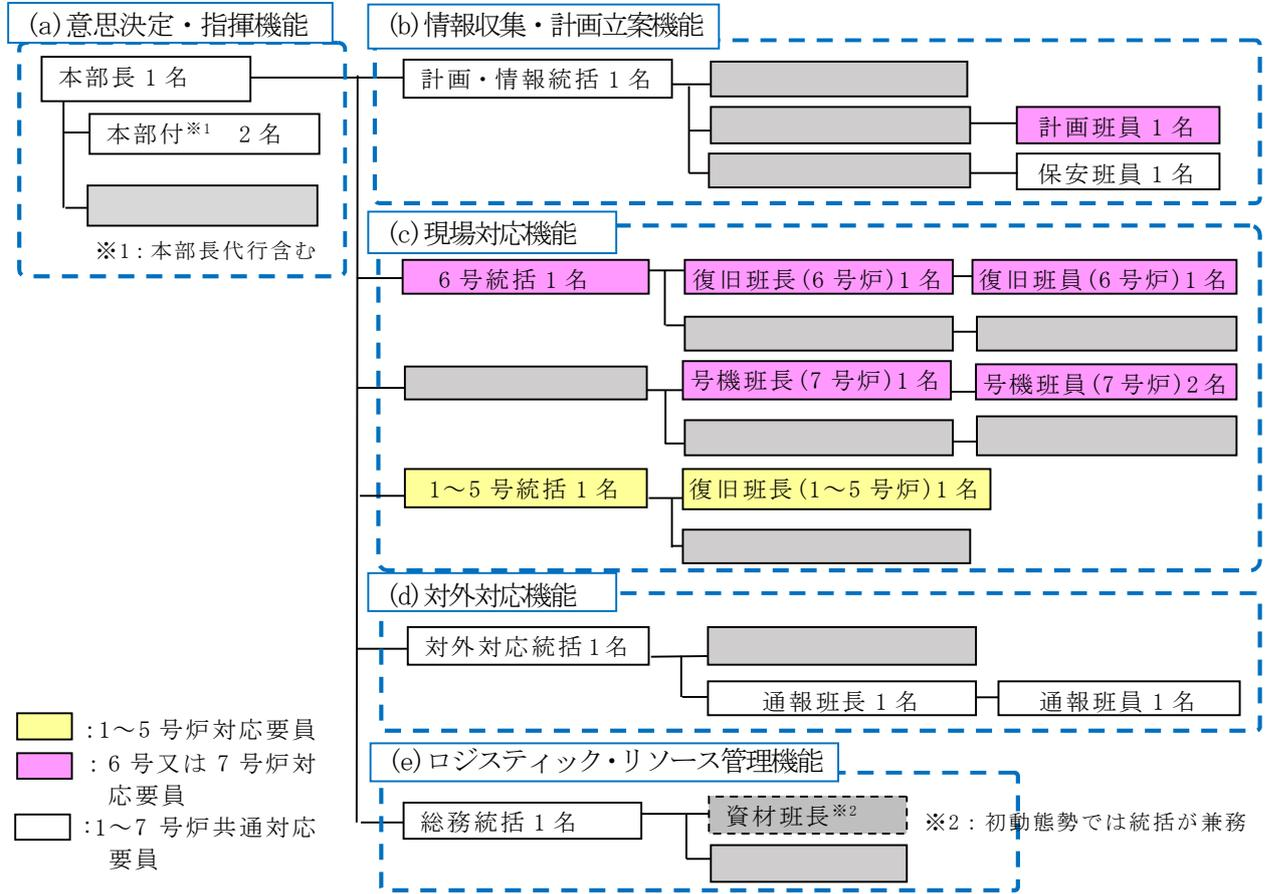 (a)意思決定・指揮機能
本部長 1 名
本部付※1 2 名
※1：本部長代行含む
(b)情報収集・計画立案機能
計画・情報統括 1 名
計画班員 1 名
保安班員 1 名
(c)現場対応機能
6 号統括 1 名
復旧班長(6 号炉)1 名
復旧班員(6 号炉)1 名
号機班長(7 号炉)1 名
号機班員(7 号炉)2 名
1～5 号統括 1 名
復旧班長(1～5 号炉)1 名
(d)対外対応機能
対外対応統括 1 名
通報班長 1 名
通報班員 1 名
(e)ロジスティック・リソース管理機能
総務統括 1 名
資材班長※2
※2：初動態勢では統括が兼務
:1～5 号炉対応要員
: 6 号又は 7 号炉対
応要員
:1～7 号炉共通対応
要員